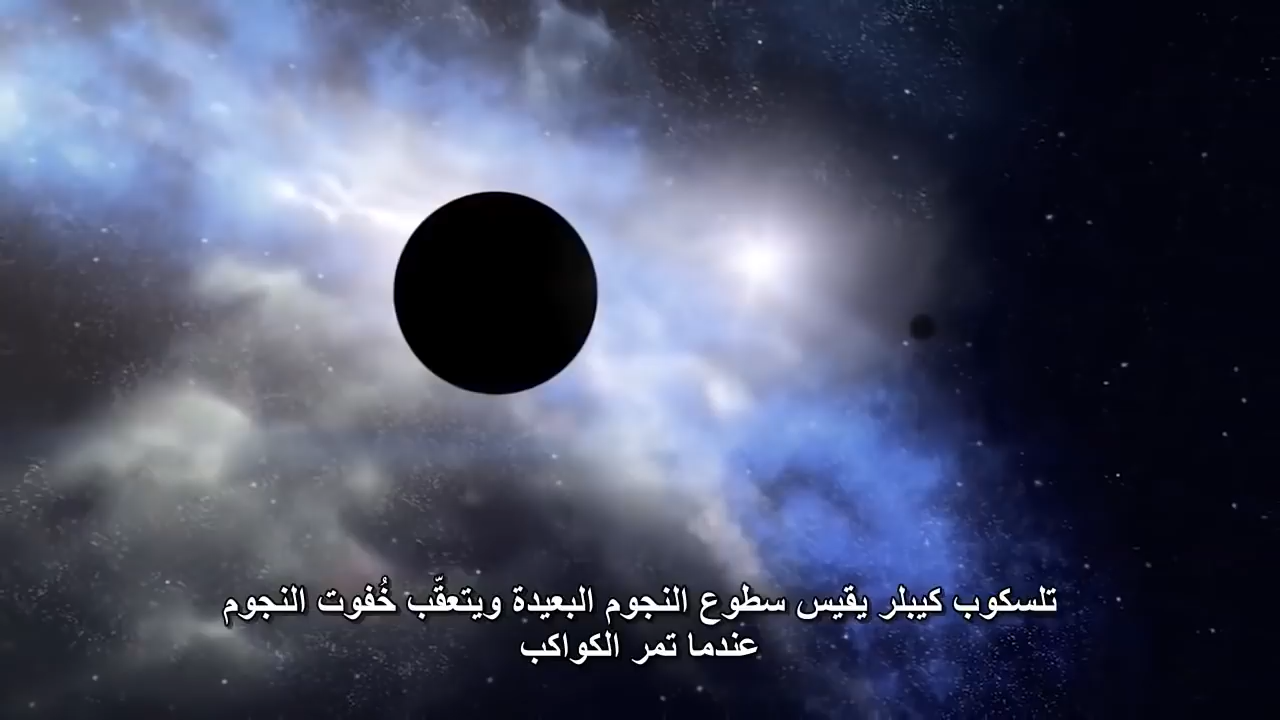 تلسكوب كيبلر يقيس سطوع النجوم البعيدة ويتعقّب خُفوت النجوم
عندما تمر الكواكب